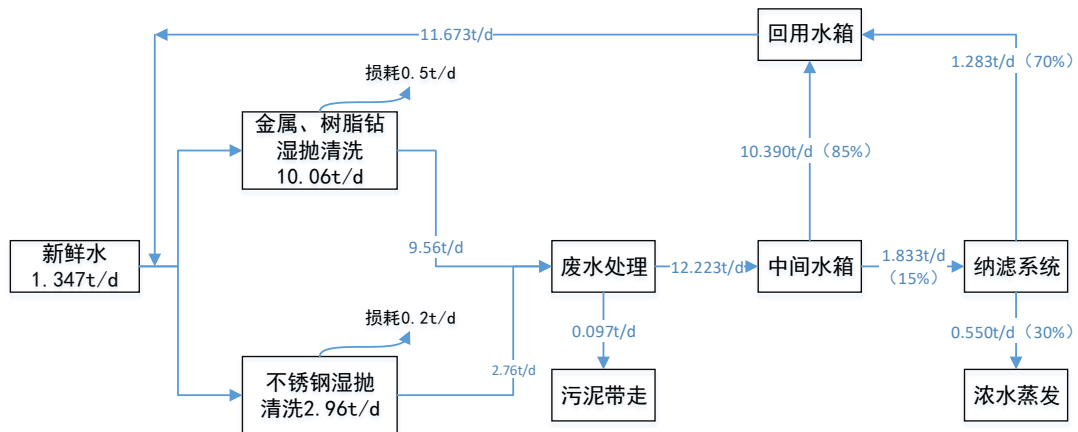 回用水箱
11.673t/d
1.283t/d（70%）
损耗0.5t/d
金属、树脂钻
湿抛清洗
10.06t/d
10.390t/d（85%）
新鲜水
1.347t/d
9.56t/d
废水处理
12.223t/d
中间水箱
1.833t/d
（15%）
纳滤系统
损耗0.2t/d
0.097t/d
0.550t/d（30%）
不锈钢湿抛
清洗2.96t/d
2.76t/d
污泥带走
浓水蒸发